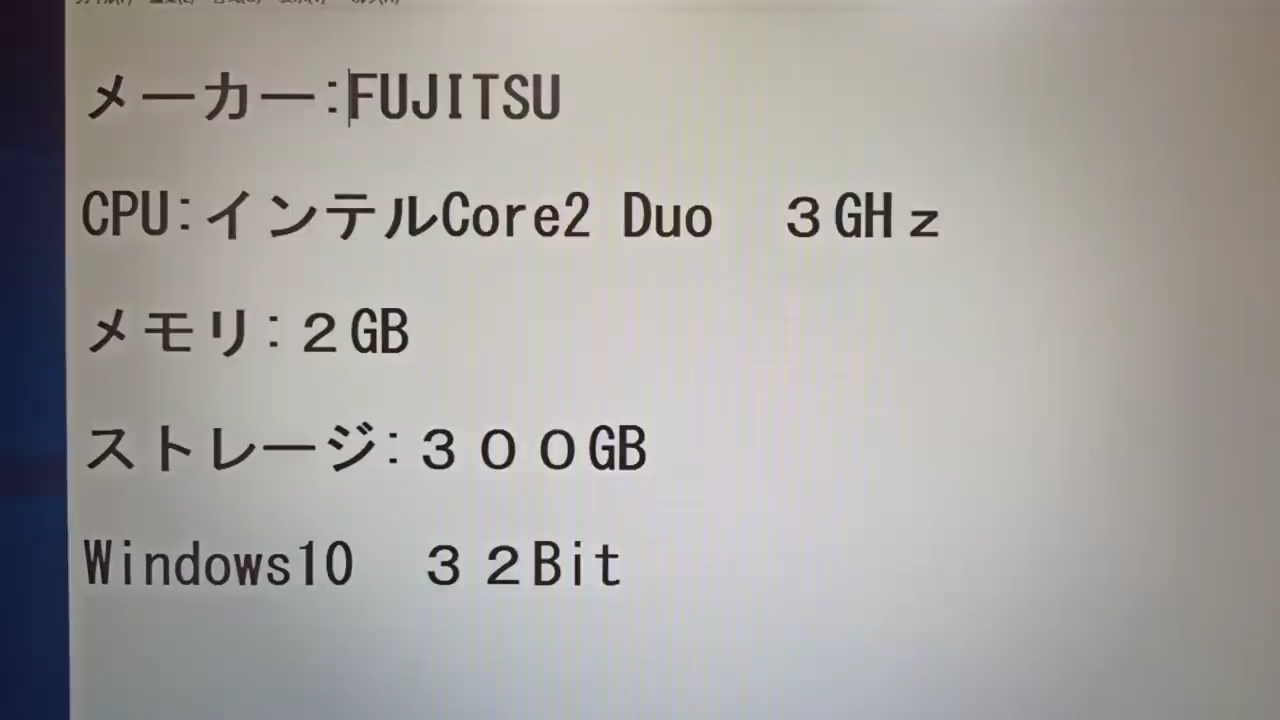 メーカー:FUJITSU
CPU:インテルCore2 Duo　３GHｚ
メモリ:２GB
ストレージ:３００GB
Windows10　３２Bit